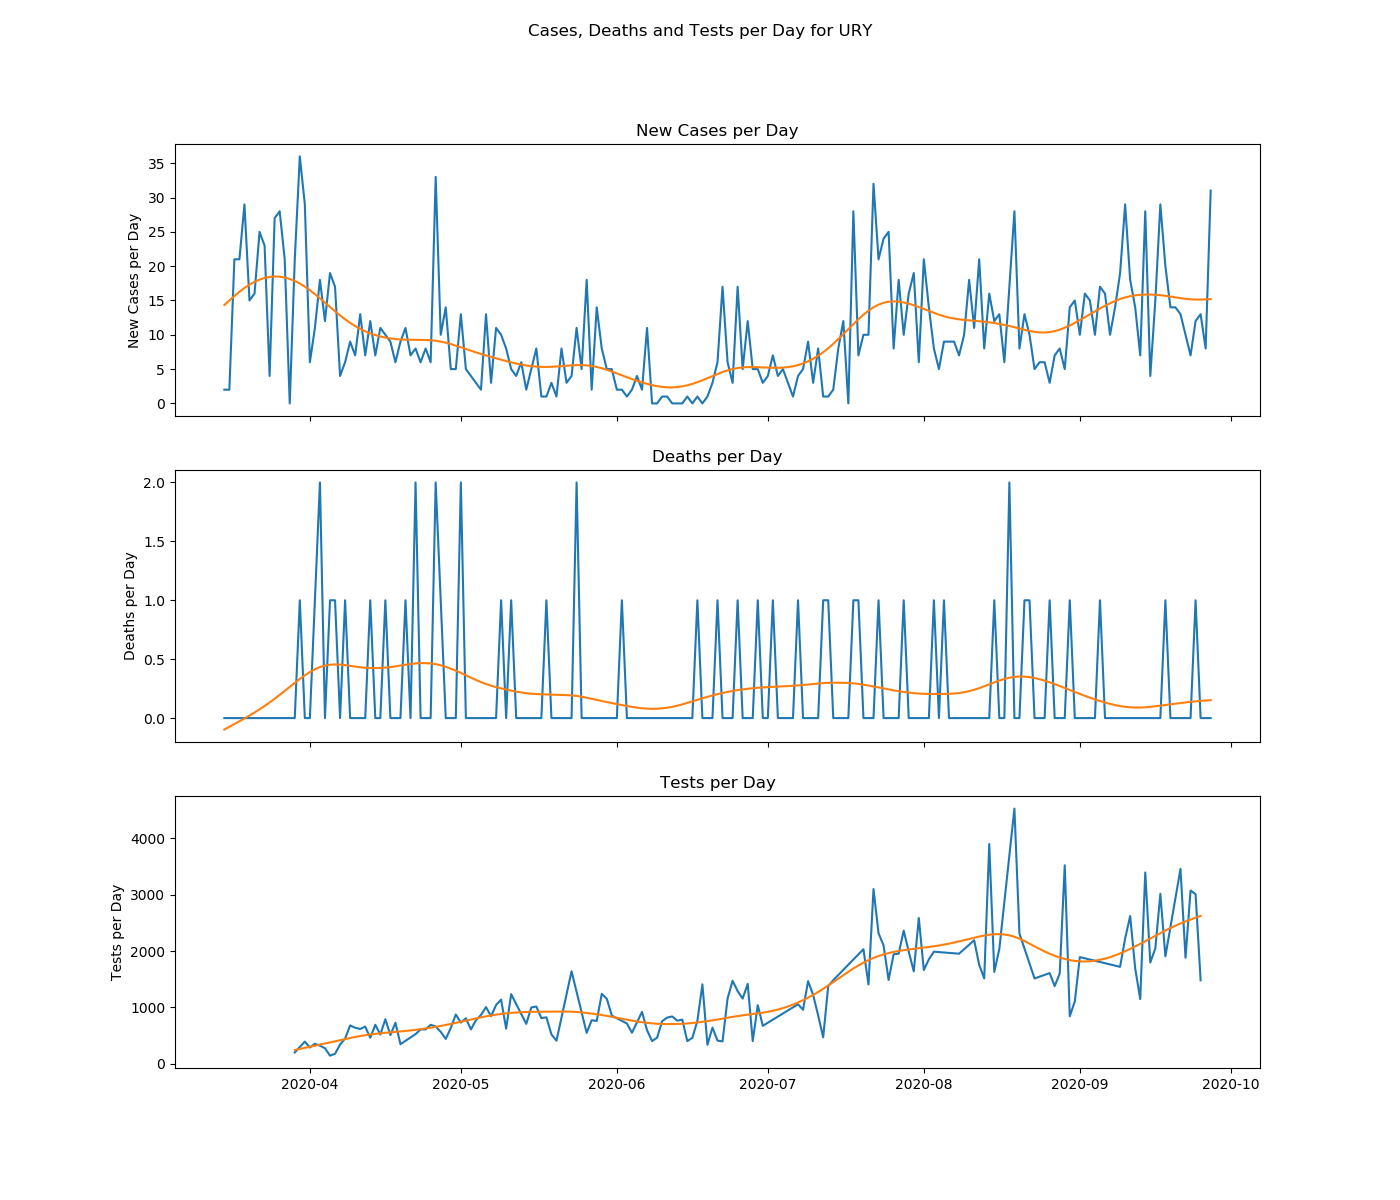 Cases, Deaths and Tests per Day for URY
New Cases per Day
New Cases per Day
35
30
25
20
15
10
5
0
Deaths per Day
Deaths per Day
2.0
1.5
1.0
0.5
0.0
Tests per Day
Tests per Day
4000
3000
2000
1000
0
2020-04 2020-05 2020-06 2020-07 2020-08 2020-09 2020-10